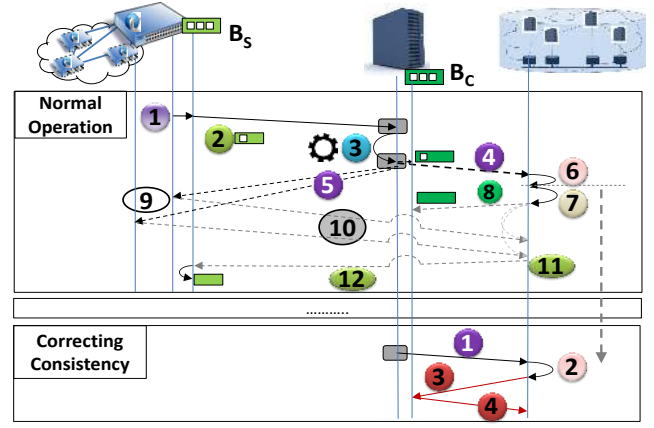 B_S
B_C
Normal
Operation
1
2
3
4
5
6
7
8
9
10
11
12
...........
Correcting
Consistency
1
2
3
4